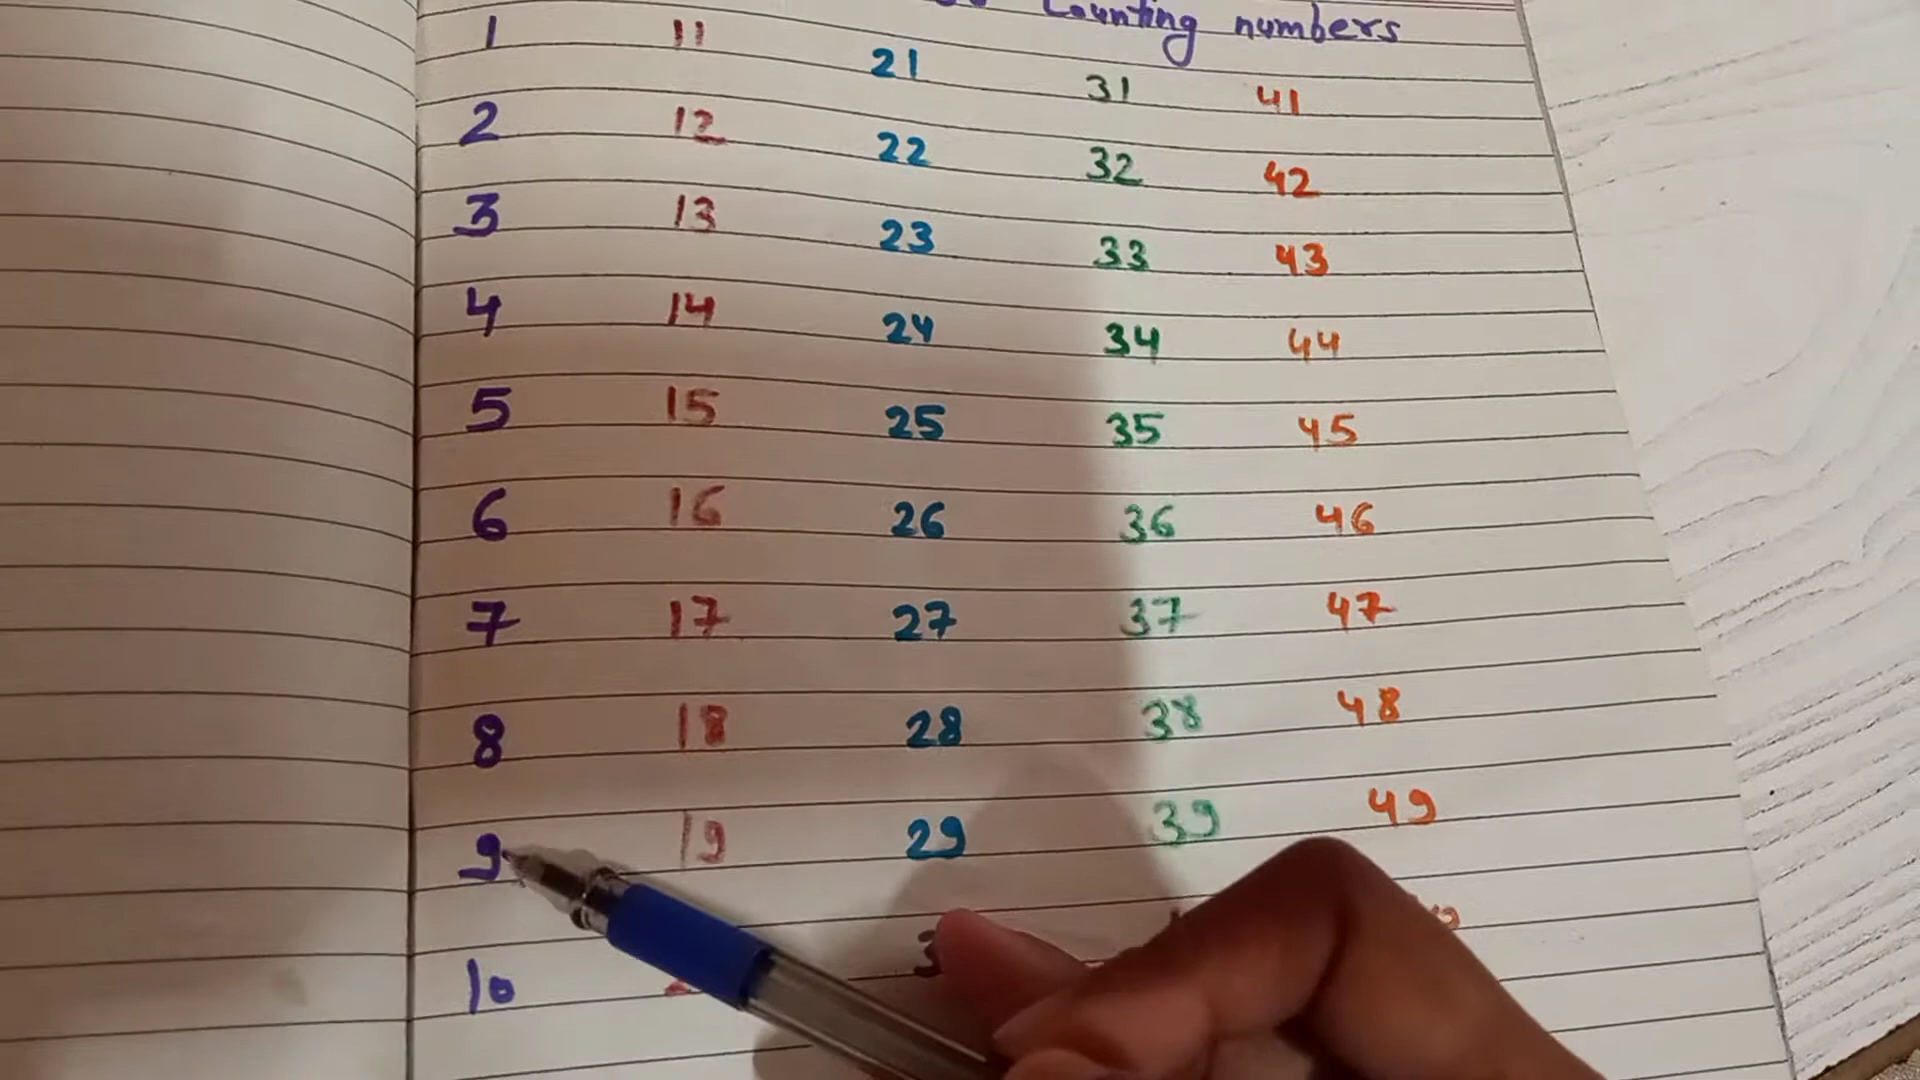 Counting numbers
1 11 21 31 41
2 12 22 32 42
3 13 23 33 43
4 14 24 34 44
5 15 25 35 45
6 16 26 36 46
7 17 27 37 47
8 18 28 38 48
9 19 29 39 49
10